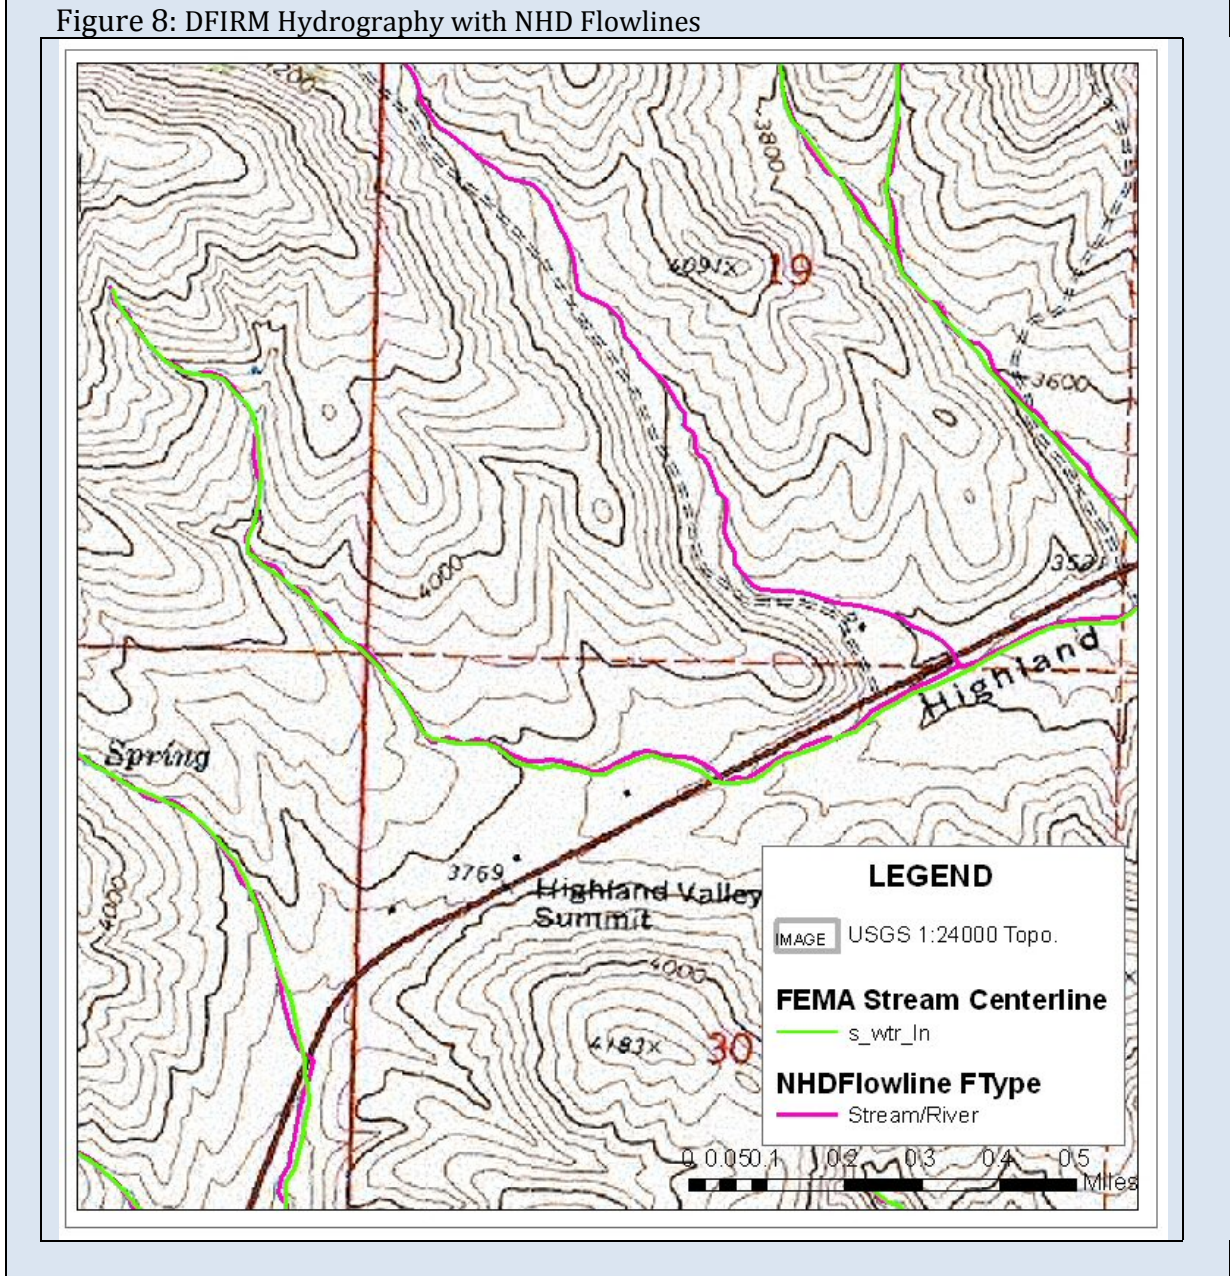 Figure 8: DFIRM Hydrography with NHD Flowlines
3800
4091x
19
3600
4000
Highland
Spring
3769
Highland Valley
Summit
4000
4000
4183x
30
LEGEND
IMAGE
USGS 1:24000 Topo.
FEMA Stream Centerline
s_wtr_ln
NHDFlowline FType
Stream/River
0 0.05 0.1 0.2 0.3 0.4 0.5
Miles